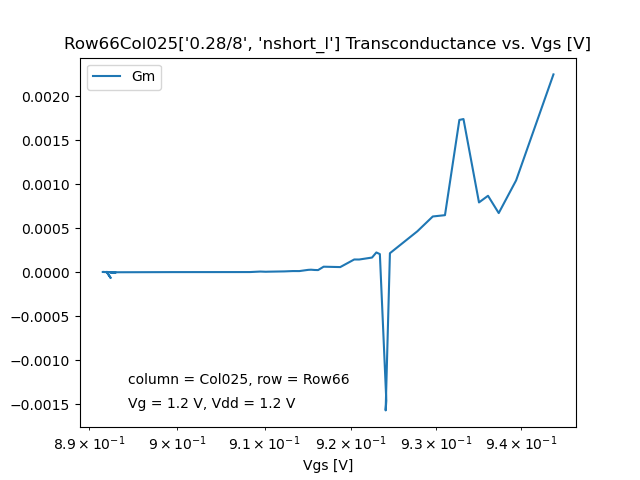 Row66Col025['0.28/8', 'nshort_l'] Transconductance vs. Vgs [V]
Gm
0.0020
0.0015
0.0010
0.0005
0.0000
−0.0005
−0.0010
−0.0015
column = Col025, row = Row66
Vg = 1.2 V, Vdd = 1.2 V
8.9 × 10⁻¹ 9 × 10⁻¹ 9.1 × 10⁻¹ 9.2 × 10⁻¹ 9.3 × 10⁻¹ 9.4 × 10⁻¹
Vgs [V]